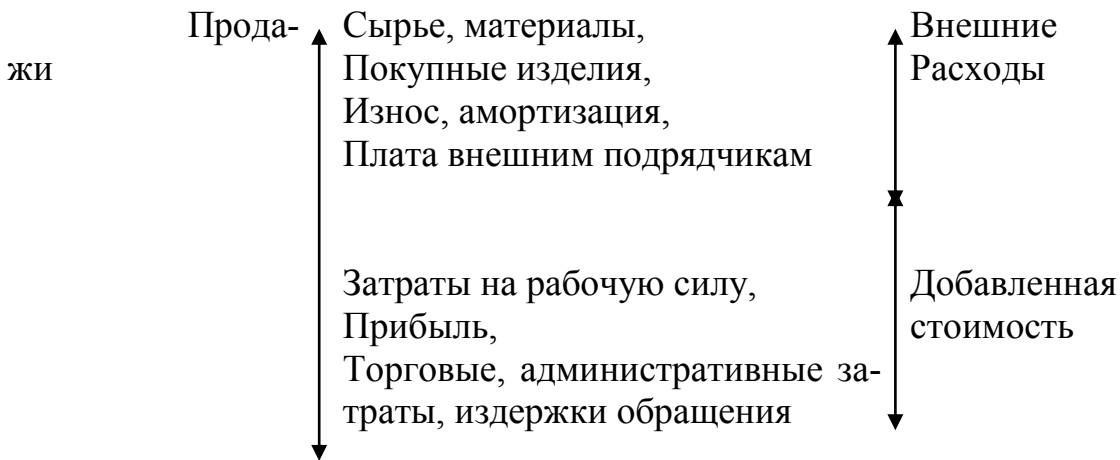 Прода- Сырье, материалы, Внешние
жи Покупные изделия, Расходы
Износ, амортизация,
Плата внешним подрядчикам
Затраты на рабочую силу, Добавленная
Прибыль, стоимость
Торговые, административные за-
траты, издержки обращения